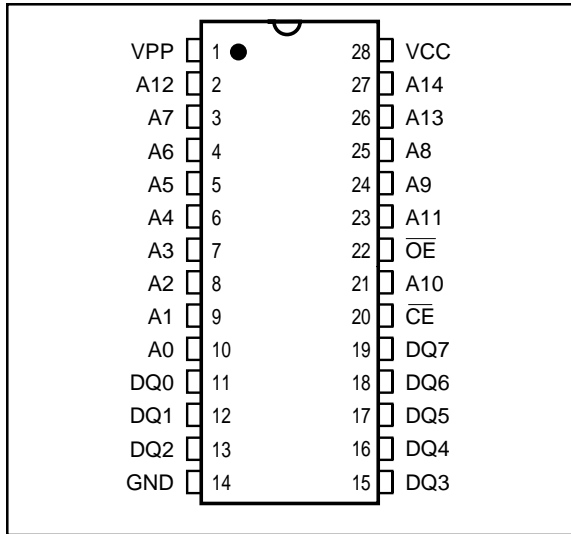 VPP 1 28 VCC
A12 2 27 A14
A7 3 26 A13
A6 4 25 A8
A5 5 24 A9
A4 6 23 A11
A3 7 22 O̅E̅
A2 8 21 A10
A1 9 20 C̅E̅
A0 10 19 DQ7
DQ0 11 18 DQ6
DQ1 12 17 DQ5
DQ2 13 16 DQ4
GND 14 15 DQ3